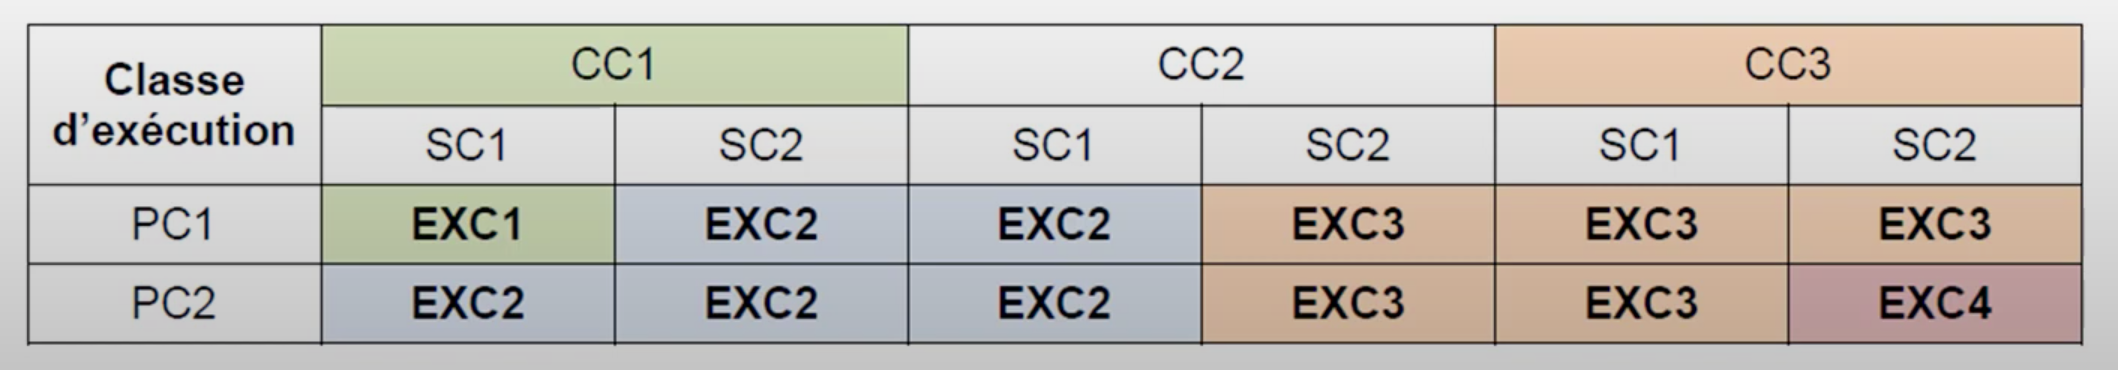 Classe d'exécution CC1 CC2 CC3
SC1 SC2 SC1 SC2 SC1 SC2
PC1 EXC1 EXC2 EXC2 EXC3 EXC3 EXC3
PC2 EXC2 EXC2 EXC2 EXC3 EXC3 EXC4